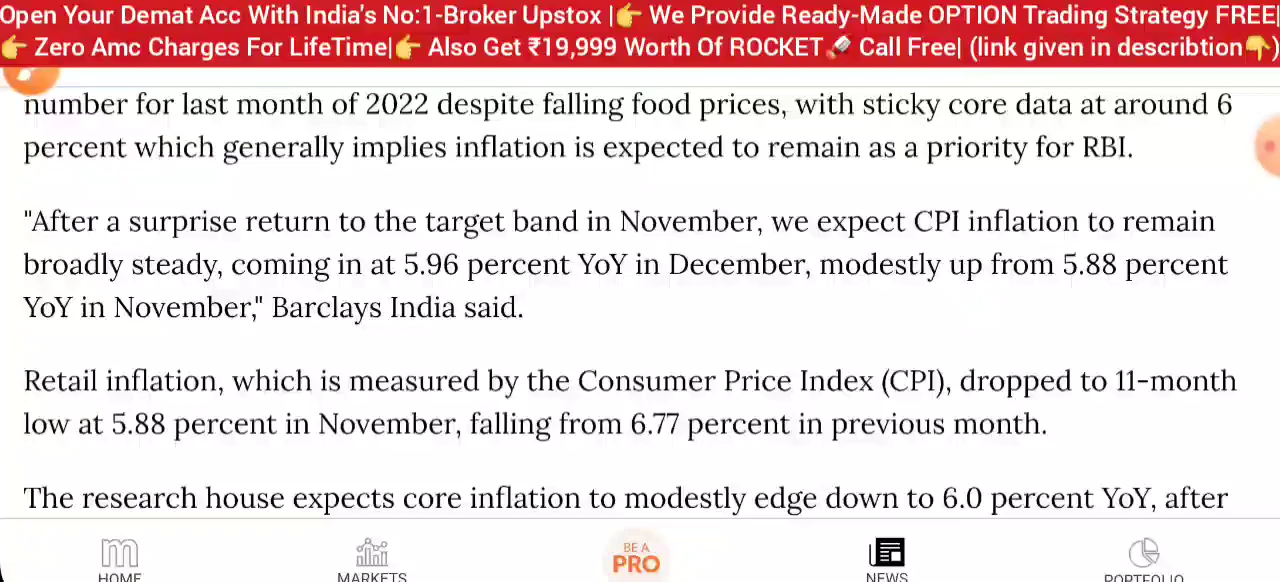 Open Your Demat Acc With India's No:1-Broker Upstox |👉 We Provide Ready-Made OPTION Trading Strategy FREE|
👉 Zero Amc Charges For LifeTime|👉 Also Get ₹19,999 Worth Of ROCKET🚀 Call Free| (link given in describtion👇)
number for last month of 2022 despite falling food prices, with sticky core data at around 6
percent which generally implies inflation is expected to remain as a priority for RBI.
"After a surprise return to the target band in November, we expect CPI inflation to remain
broadly steady, coming in at 5.96 percent YoY in December, modestly up from 5.88 percent
YoY in November," Barclays India said.
Retail inflation, which is measured by the Consumer Price Index (CPI), dropped to 11-month
low at 5.88 percent in November, falling from 6.77 percent in previous month.
The research house expects core inflation to modestly edge down to 6.0 percent YoY, after
m
BE A
PRO
HOME
MARKETS
NEWS
PORTFOLIO